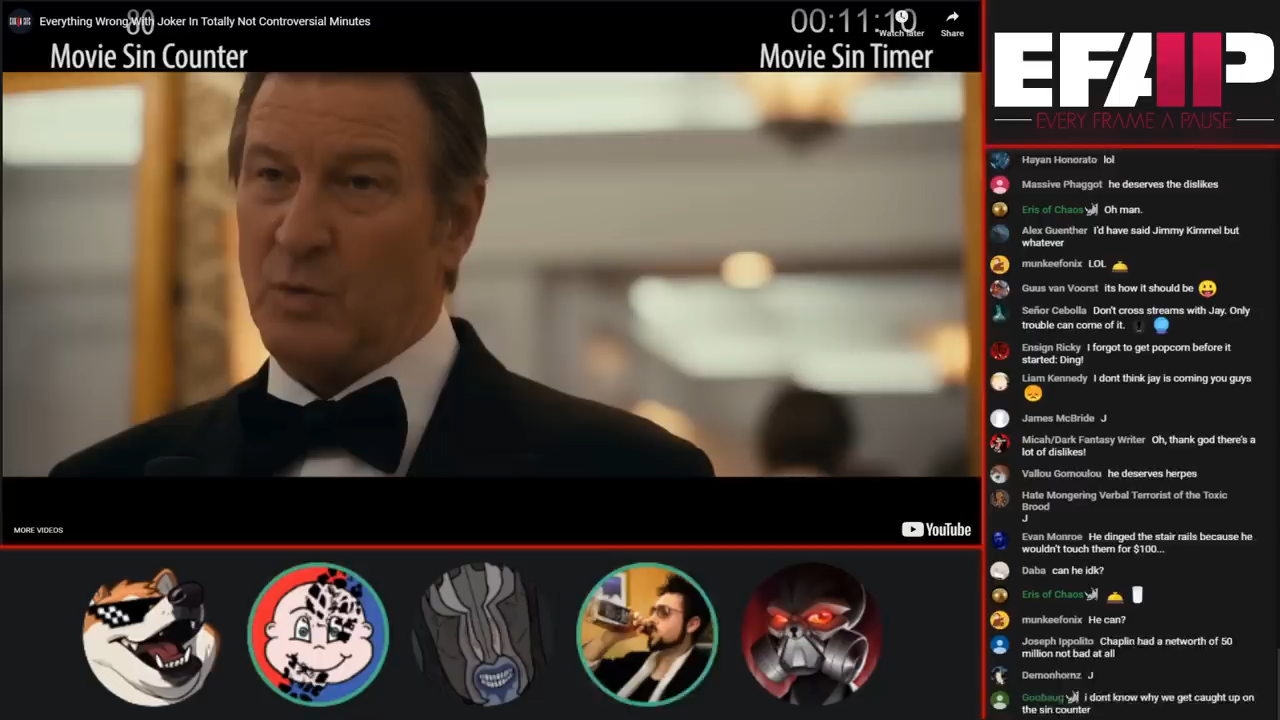 Everything Wrong With Joker In Totally Not Controversial Minutes
80
Movie Sin Counter
00:11:10
Movie Sin Timer
Watch later
Share
MORE VIDEOS
YouTube
EFAP
EVERY FRAME A PAUSE
Hayan Honorato lol
Massive Phaggot he deserves the dislikes
Eris of Chaos Oh man.
Alex Guenther I'd have said Jimmy Kimmel but
whatever
munkeefonix LOL
Guus van Voorst its how it should be
Señor Cebolla Don't cross streams with Jay. Only
trouble can come of it.
Ensign Ricky I forgot to get popcorn before it
started: Ding!
Liam Kennedy I dont think jay is coming you guys
James McBride J
Micah/Dark Fantasy Writer Oh, thank god there's a
lot of dislikes!
Vallou Gomoulou he deserves herpes
Hate Mongering Verbal Terrorist of the Toxic
Brood
J
Evan Monroe He dinged the stair rails because he
wouldn't touch them for $100...
Daba can he idk?
Eris of Chaos
munkeefonix He can?
Joseph Ippolito Chaplin had a networth of 50
million not bad at all
Demonhornz J
Goobaug i dont know why we get caught up on
the sin counter